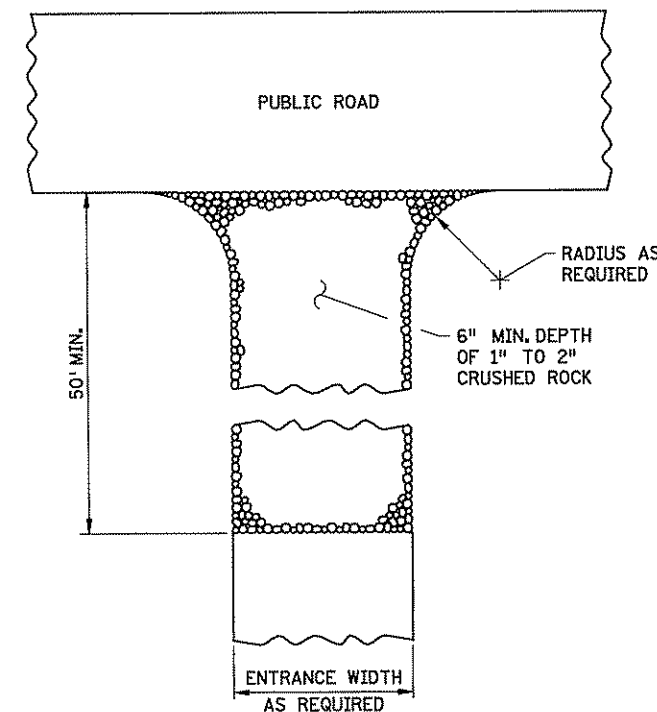 PUBLIC ROAD
RADIUS AS
REQUIRED
6" MIN. DEPTH
OF 1" TO 2"
CRUSHED ROCK
50' MIN.
ENTRANCE WIDTH
AS REQUIRED